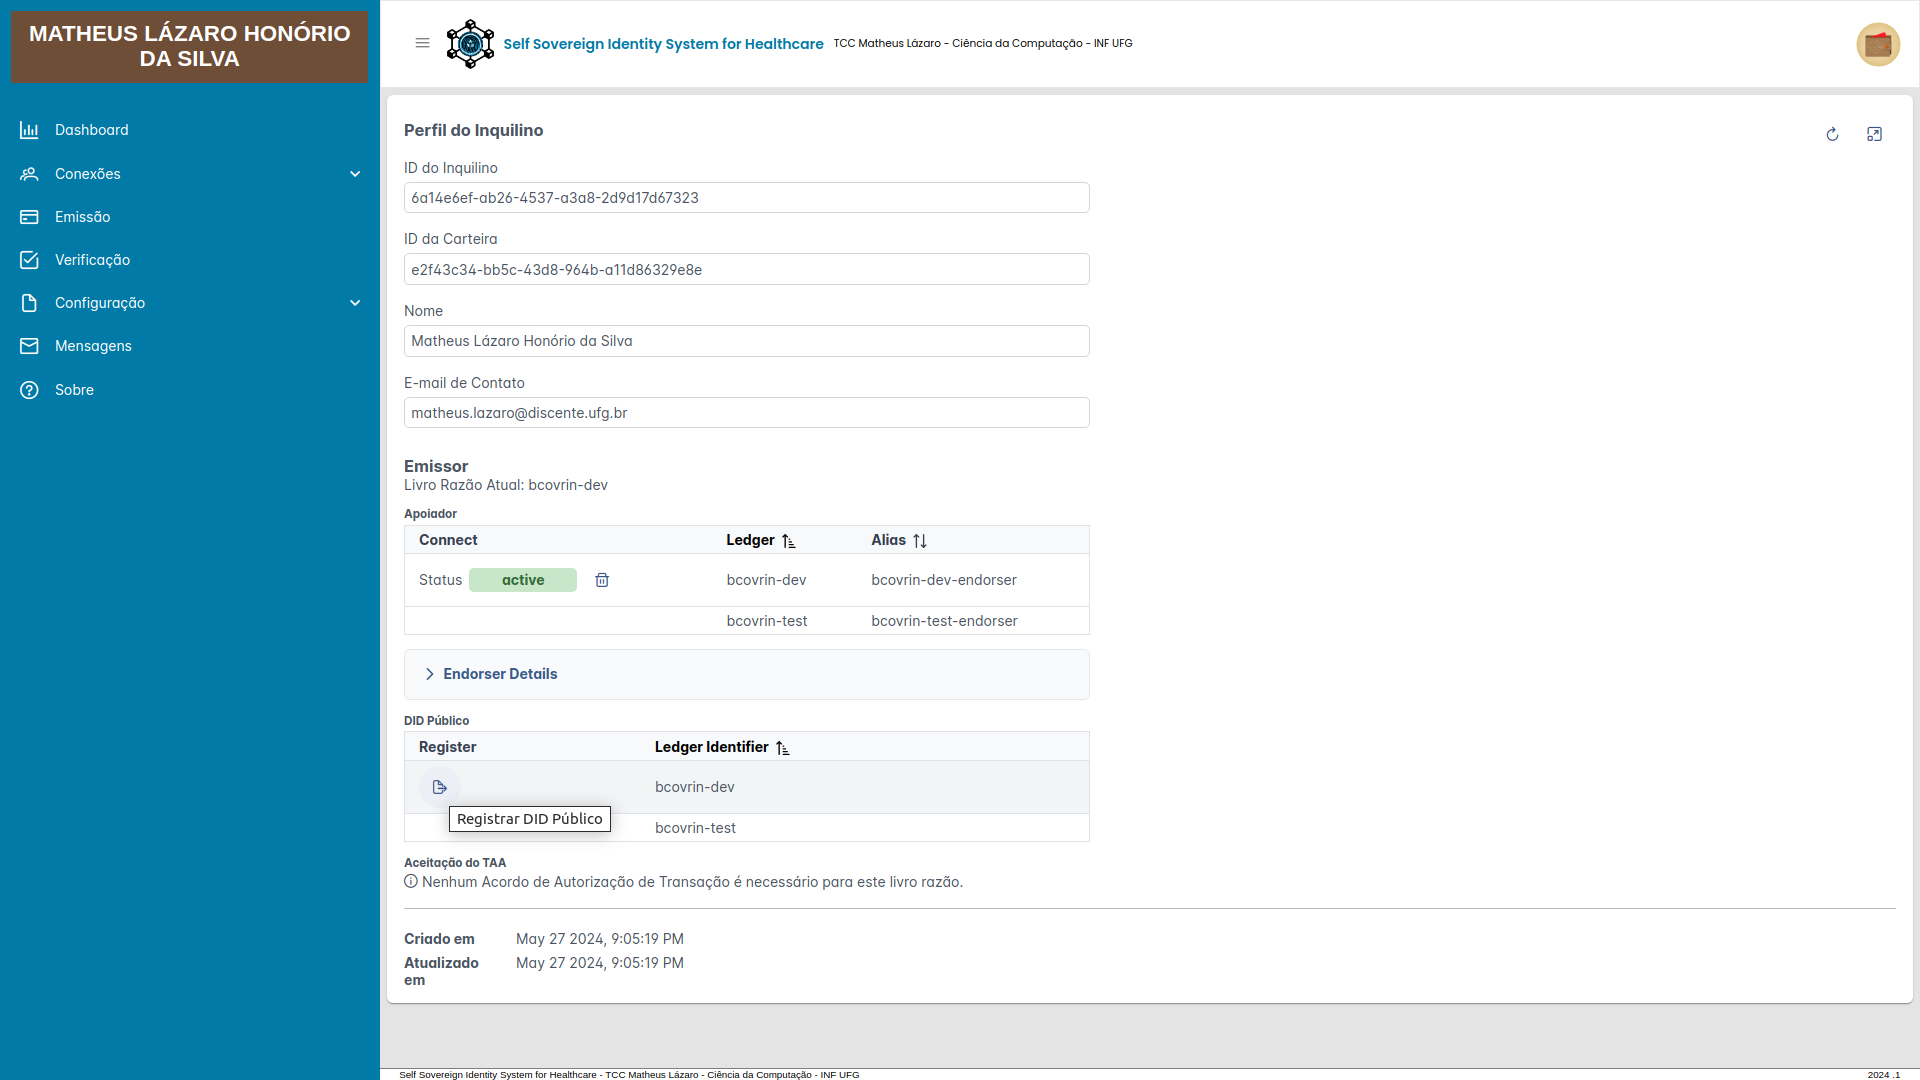 MATHEUS LÁZARO HONÓRIO
DA SILVA
Dashboard
Conexões
Emissão
Verificação
Configuração
Mensagens
Sobre
Self Sovereign Identity System for Healthcare TCC Matheus Lázaro - Ciência da Computação - INF UFG
Perfil do Inquilino
ID do Inquilino
6a14e6ef-ab26-4537-a3a8-2d9d17d67323
ID da Carteira
e2f43c34-bb5c-43d8-964b-a11d86329e8e
Nome
Matheus Lázaro Honório da Silva
E-mail de Contato
matheus.lazaro@discente.ufg.br
Emissor
Livro Razão Atual: bcovrin-dev
Apoiador
Connect Ledger Alias
Status active bcovrin-dev bcovrin-dev-endorser
bcovrin-test bcovrin-test-endorser
Endorser Details
DID Público
Register Ledger Identifier
bcovrin-dev
Registrar DID Público
bcovrin-test
Aceitação do TAA
Nenhum Acordo de Autorização de Transação é necessário para este livro razão.
Criado em May 27 2024, 9:05:19 PM
Atualizado May 27 2024, 9:05:19 PM
em
Self Sovereign Identity System for Healthcare - TCC Matheus Lázaro - Ciência da Computação - INF UFG 2024 .1